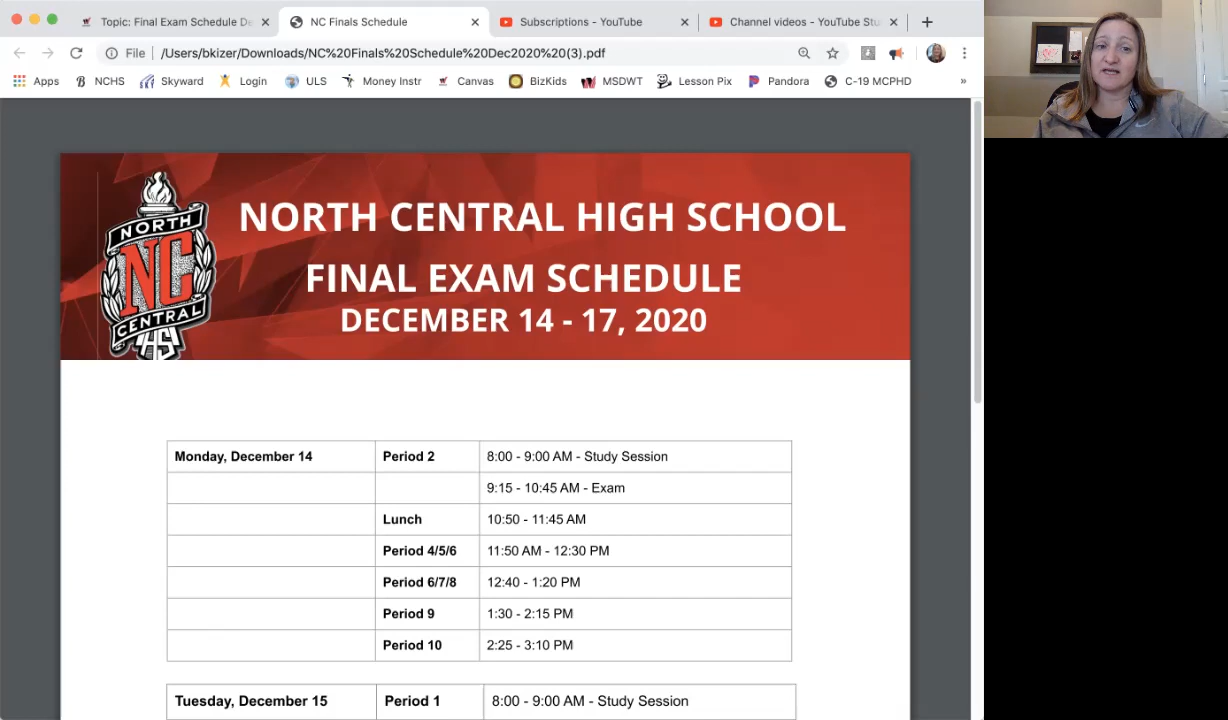 Topic: Final Exam Schedule De
NC Finals Schedule
Subscriptions - YouTube
Channel videos - YouTube Stu
File
/Users/bkizer/Downloads/NC%20Finals%20Schedule%20Dec2020%20(3).pdf
Apps
NCHS
Skyward
Login
ULS
Money Instr
Canvas
BizKids
MSDWT
Lesson Pix
Pandora
C-19 MCPHD
»
NORTH
NC
CENTRAL
HS
NORTH CENTRAL HIGH SCHOOL
FINAL EXAM SCHEDULE
DECEMBER 14 - 17, 2020
Monday, December 14 Period 2 8:00 - 9:00 AM - Study Session
9:15 - 10:45 AM - Exam
Lunch 10:50 - 11:45 AM
Period 4/5/6 11:50 AM - 12:30 PM
Period 6/7/8 12:40 - 1:20 PM
Period 9 1:30 - 2:15 PM
Period 10 2:25 - 3:10 PM
Tuesday, December 15 Period 1 8:00 - 9:00 AM - Study Session